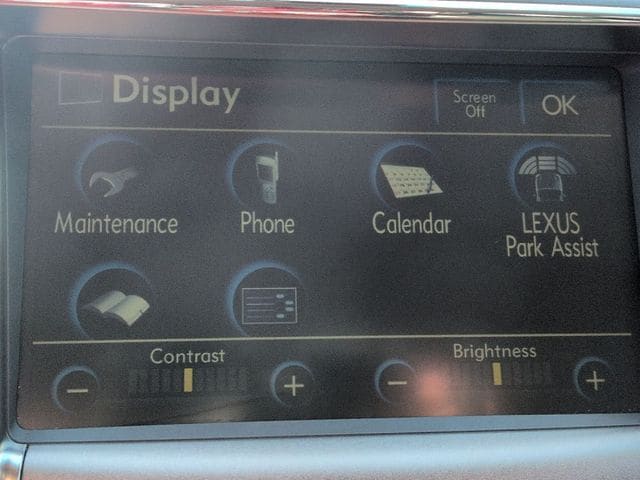 Display
Screen
Off
OK
Maintenance
Phone
Calendar
LEXUS
Park Assist
Contrast
Brightness
- +
- +